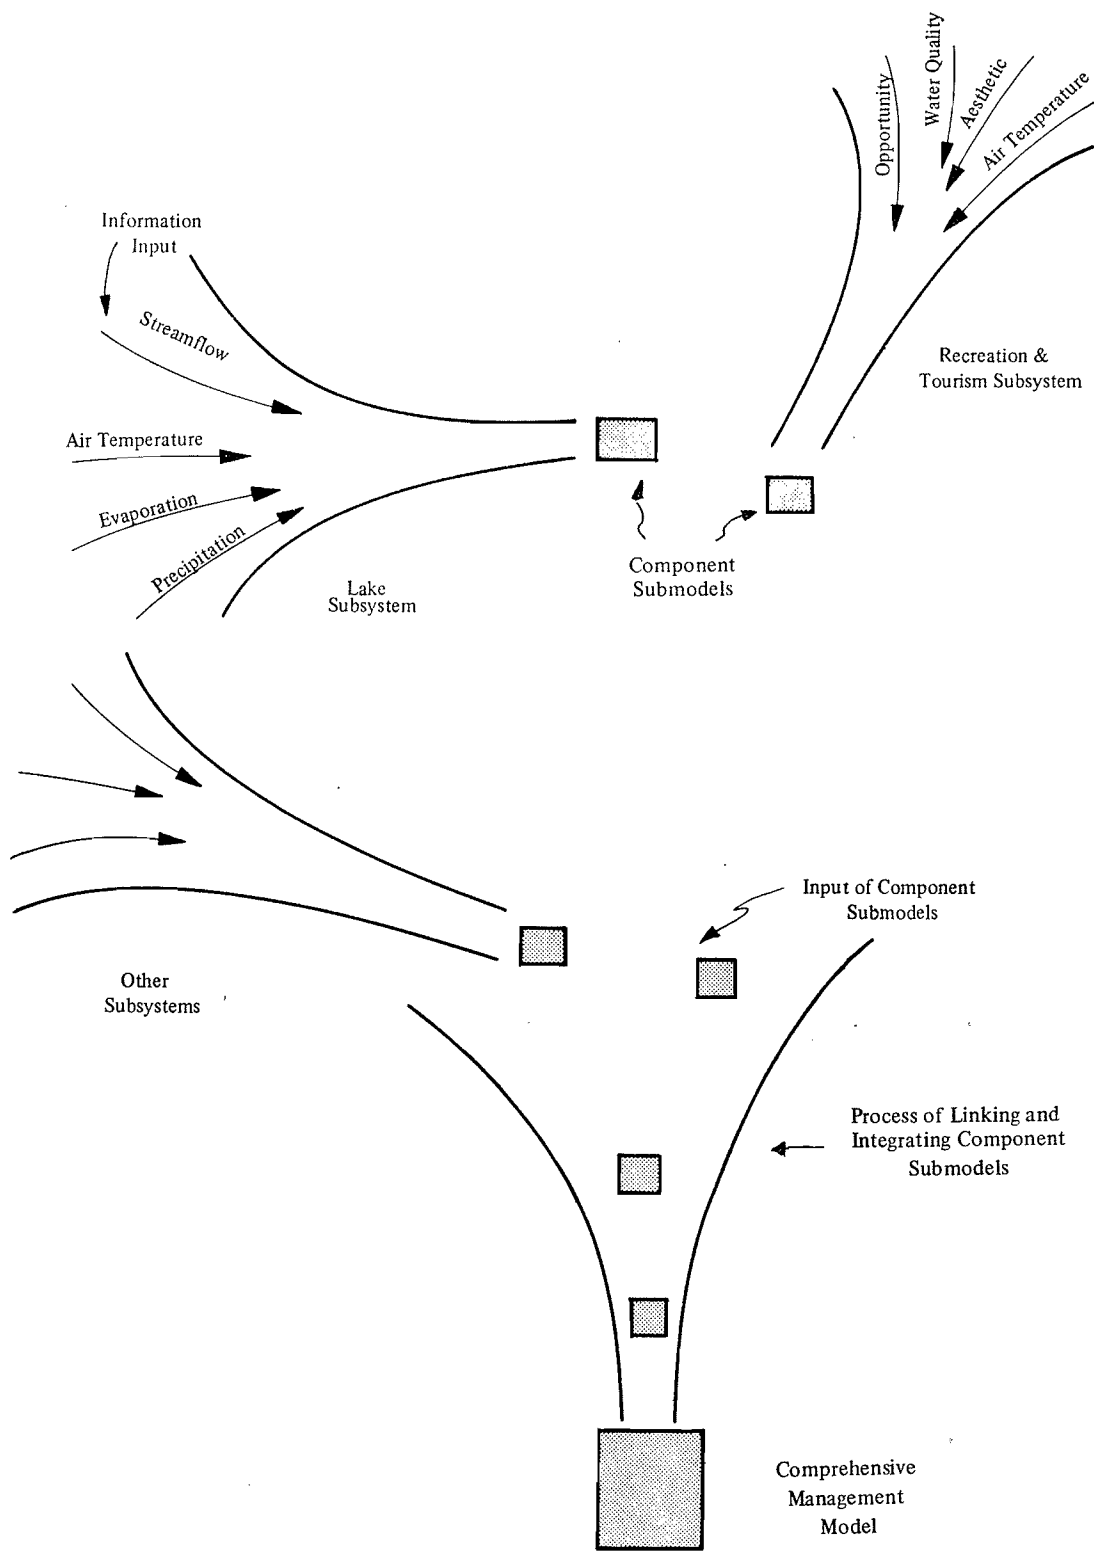 Opportunity
Water Quality
Aesthetic
Air Temperature
Information
Input
Streamflow
Air Temperature
Evaporation
Precipitation
Lake
Subsystem
Recreation &
Tourism Subsystem
Component
Submodels
Input of Component
Submodels
Other
Subsystems
Process of Linking and
Integrating Component
Submodels
Comprehensive
Management
Model